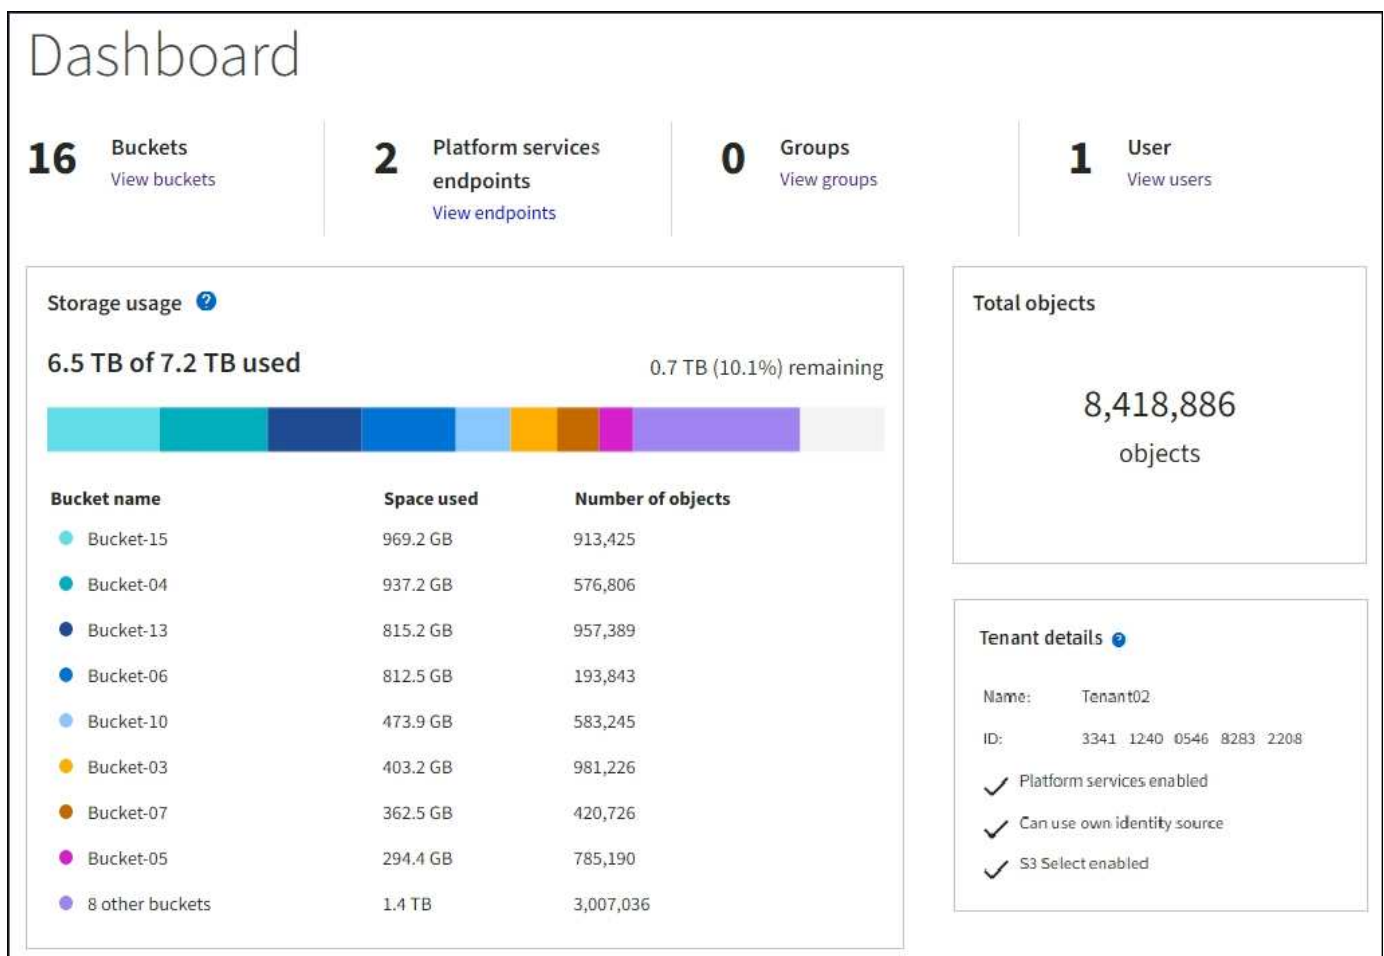 Dashboard
16 Buckets
View buckets
2 Platform services
endpoints
View endpoints
0 Groups
View groups
1 User
View users
Storage usage ?
6.5 TB of 7.2 TB used
0.7 TB (10.1%) remaining
Bucket name Space used Number of objects
Bucket-15 969.2 GB 913,425
Bucket-04 937.2 GB 576,806
Bucket-13 815.2 GB 957,389
Bucket-06 812.5 GB 193,843
Bucket-10 473.9 GB 583,245
Bucket-03 403.2 GB 981,226
Bucket-07 362.5 GB 420,726
Bucket-05 294.4 GB 785,190
8 other buckets 1.4 TB 3,007,036
Total objects
8,418,886
objects
Tenant details ?
Name: Tenant02
ID: 3341 1240 0546 8283 2208
Platform services enabled
Can use own identity source
S3 Select enabled